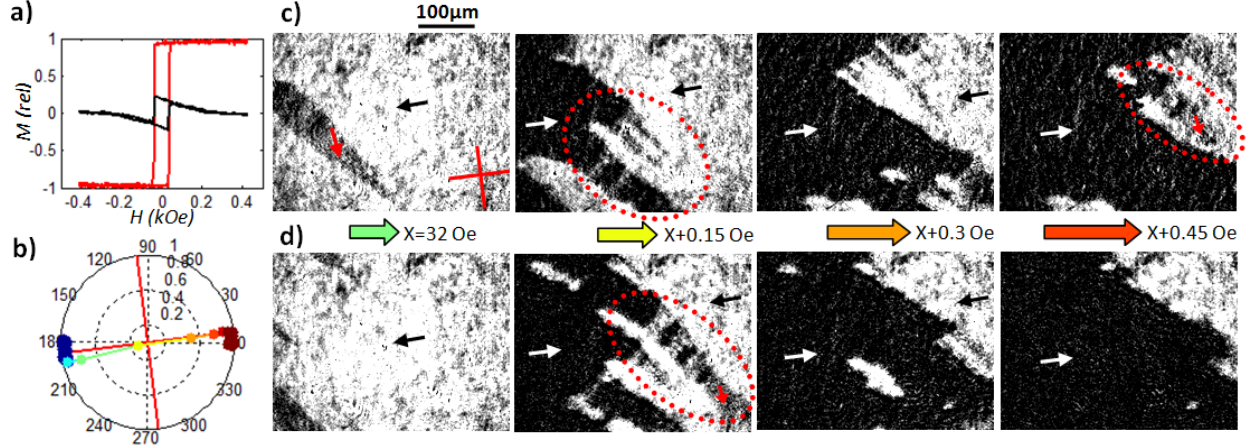 a)
M (rel)
1
0.5
0
-0.5
-1
-0.4 -0.2 0 0.2 0.4
H (kOe)
b)
90 1
120 0.8 60
0.6
150 0.4 30
0.2
180 0
210 330
240 300
270
c) 100µm
X=32 Oe X+0.15 Oe X+0.3 Oe X+0.45 Oe
d)